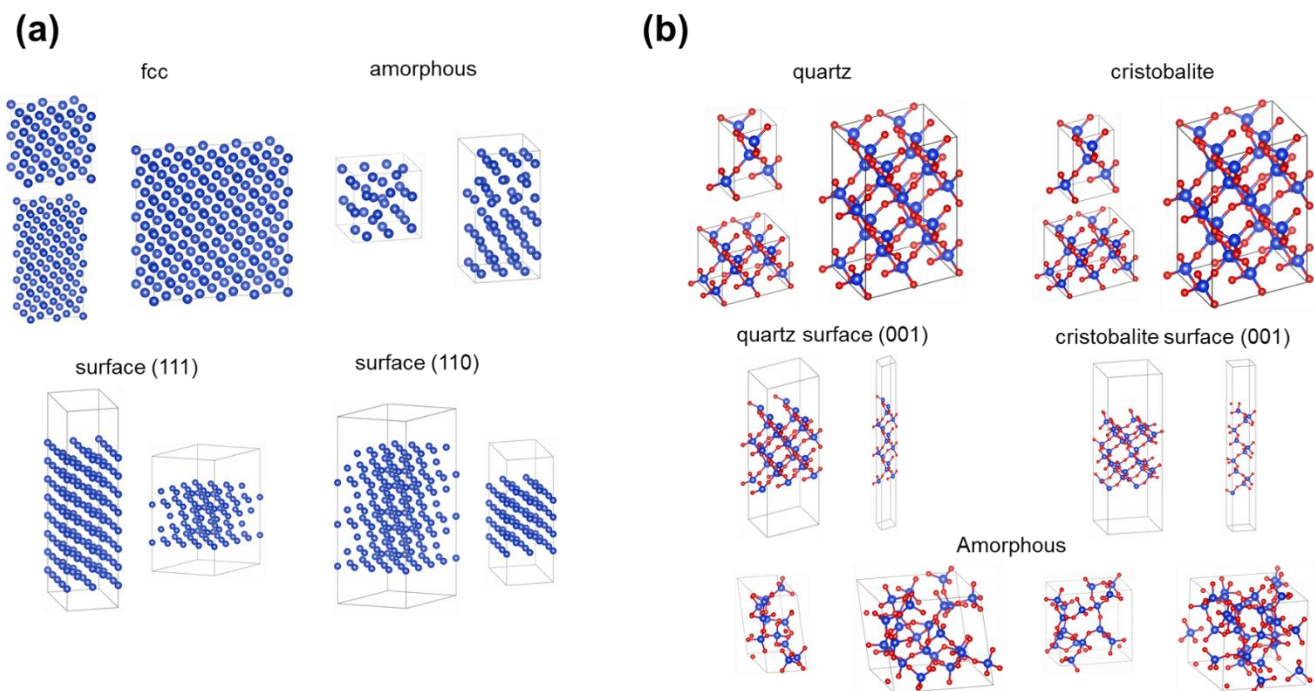 (a)
fcc
amorphous
surface (111)
surface (110)
(b)
quartz
cristobalite
quartz surface (001)
cristobalite surface (001)
Amorphous